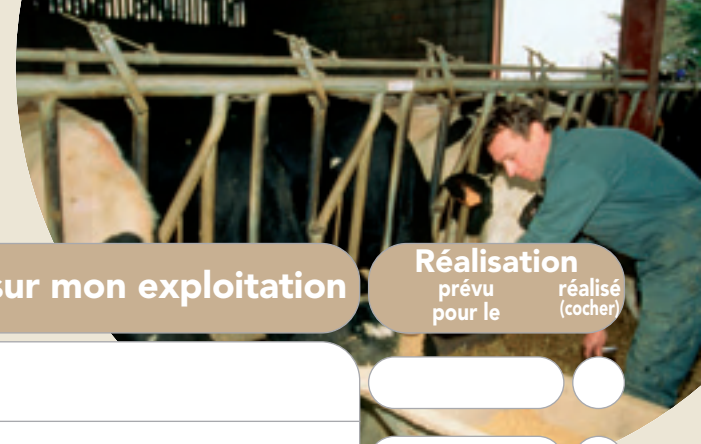 sur mon exploitation
Réalisation
prévu
pour le
réalisé
(cocher)